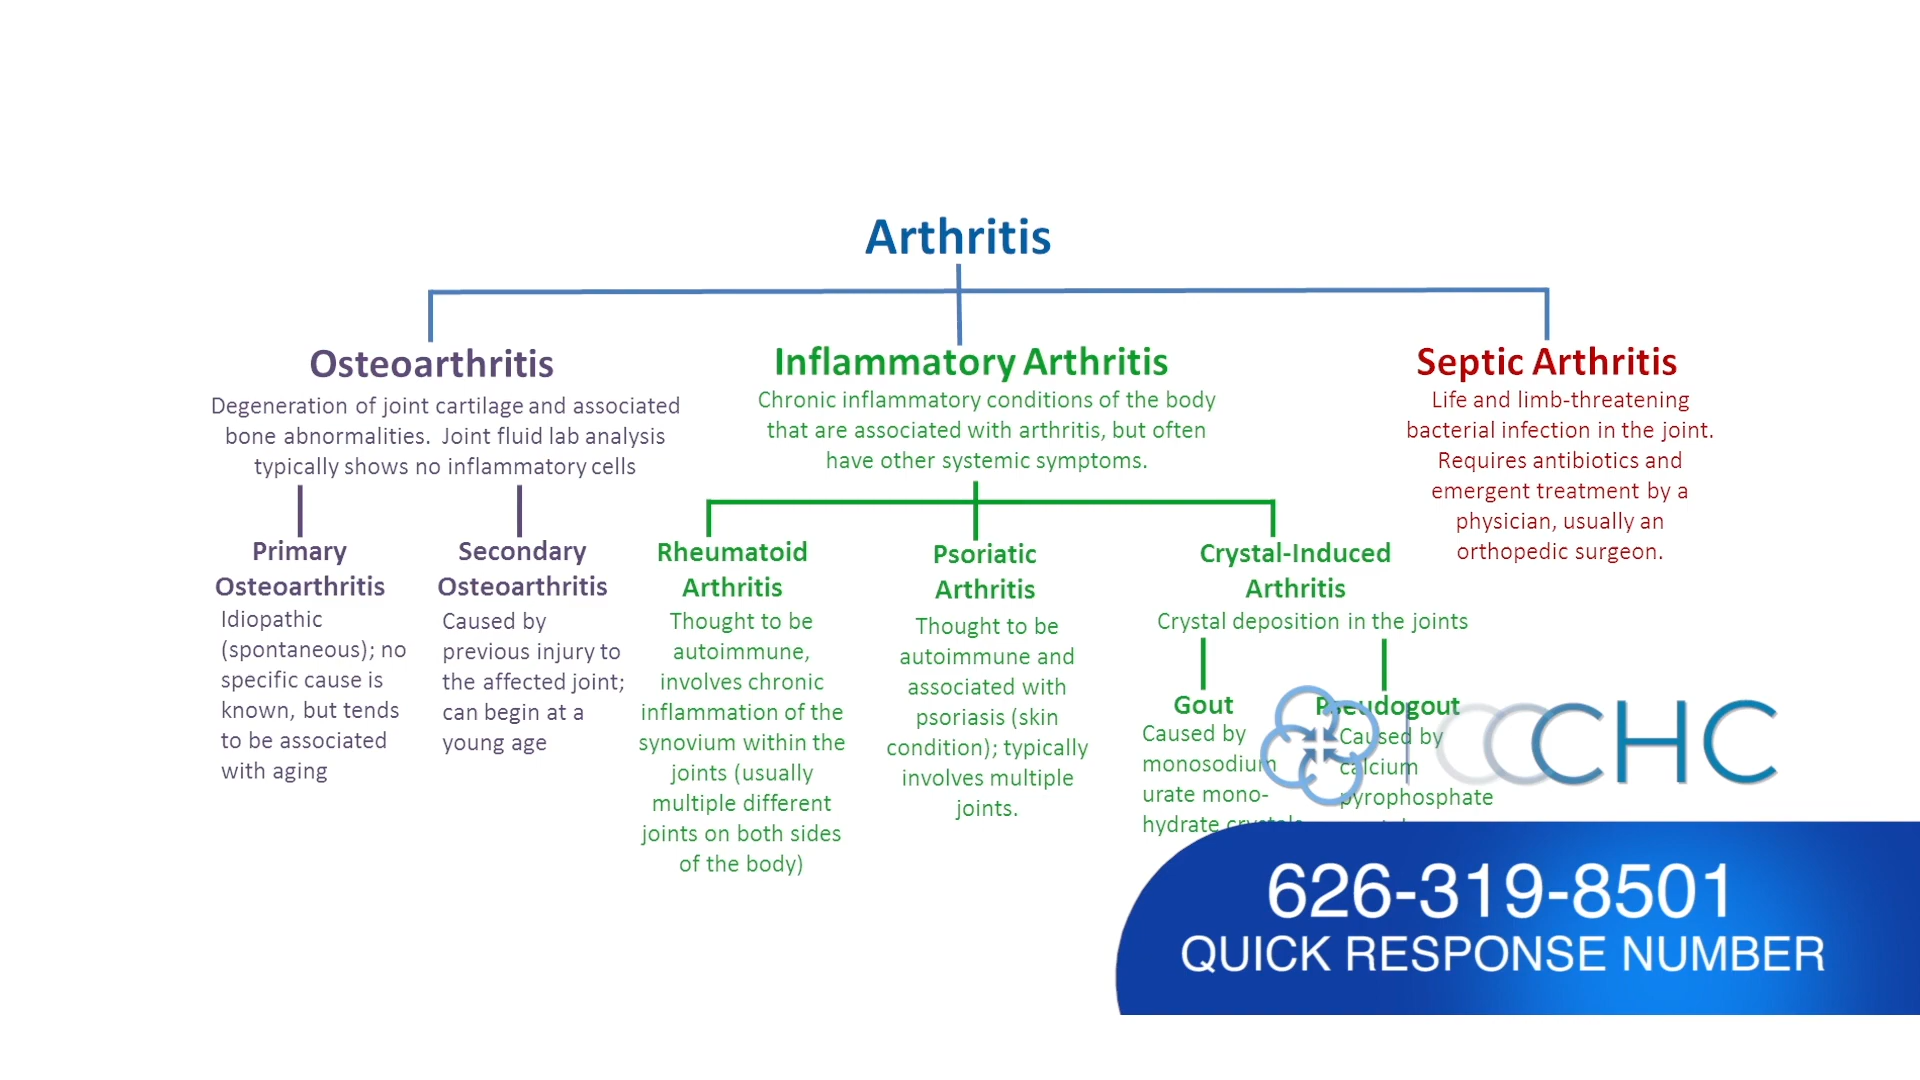 Arthritis
Osteoarthritis
Degeneration of joint cartilage and associated
bone abnormalities. Joint fluid lab analysis
typically shows no inflammatory cells
Primary
Osteoarthritis
Idiopathic
(spontaneous); no
specific cause is
known, but tends
to be associated
with aging
Secondary
Osteoarthritis
Caused by
previous injury to
the affected joint;
can begin at a
young age
Inflammatory Arthritis
Chronic inflammatory conditions of the body
that are associated with arthritis, but often
have other systemic symptoms.
Rheumatoid
Arthritis
Thought to be
autoimmune,
involves chronic
inflammation of the
synovium within the
joints (usually
multiple different
joints on both sides
of the body)
Psoriatic
Arthritis
Thought to be
autoimmune and
associated with
psoriasis (skin
condition); typically
involves multiple
joints.
Crystal-Induced
Arthritis
Crystal deposition in the joints
Gout
Caused by
monosodium
urate mono-
hydrate crystals
Pseudogout
Caused by
calcium
pyrophosphate
Septic Arthritis
Life and limb-threatening
bacterial infection in the joint.
Requires antibiotics and
emergent treatment by a
physician, usually an
orthopedic surgeon.
CCCHC
626-319-8501
QUICK RESPONSE NUMBER